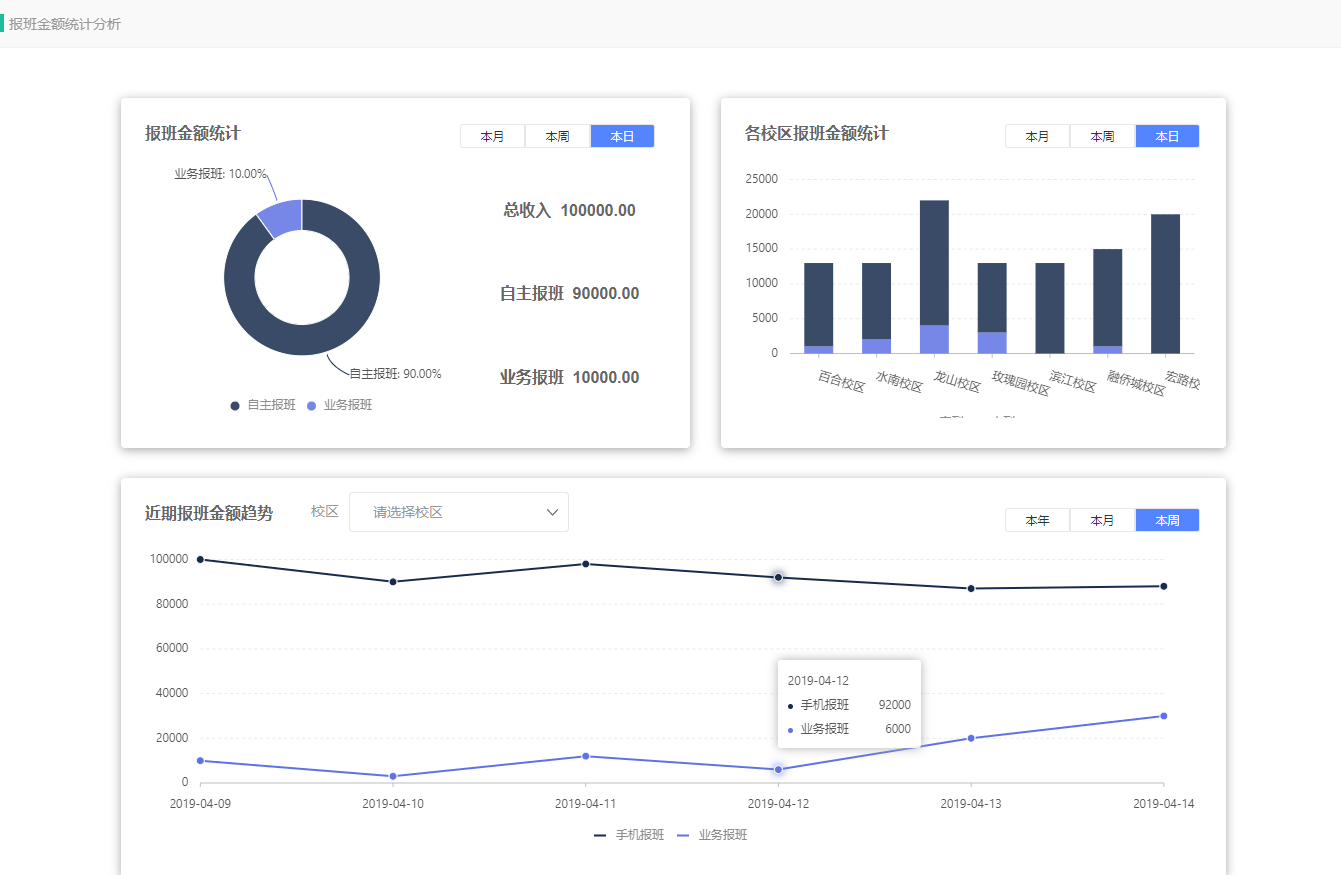 报班金额统计分析
报班金额统计
本月 本周 本日
业务报班: 10.00%
总收入 100000.00
自主报班 90000.00
业务报班 10000.00
自主报班: 90.00%
自主报班 业务报班
各校区报班金额统计
本月 本周 本日
25000
20000
15000
10000
5000
0
百合校区 水南校区 龙山校区 玫瑰园校区 滨江校区 融侨城校区 宏路校
近期报班金额趋势 校区 请选择校区
本年 本月 本周
100000
80000
60000
40000
20000
0
2019-04-12
手机报班 92000
业务报班 6000
2019-04-09 2019-04-10 2019-04-11 2019-04-12 2019-04-13 2019-04-14
手机报班 业务报班